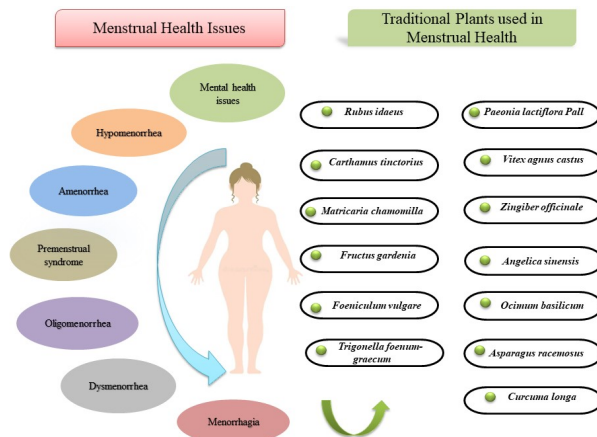 Menstrual Health Issues
Traditional Plants used in
Menstrual Health
Mental health
issues
Hypomenorrhea
Amenorrhea
Premenstrual
syndrome
Oligomenorrhea
Dysmenorrhea
Menorrhagia
Rubus idaeus
Carthamus tinctorius
Matricaria chamomilla
Fructus gardenia
Foeniculum vulgare
Trigonella foenum-
graecum
Paeonia lactiflora Pall
Vitex agnus castus
Zingiber officinale
Angelica sinensis
Ocimum basilicum
Asparagus racemosus
Curcuma longa